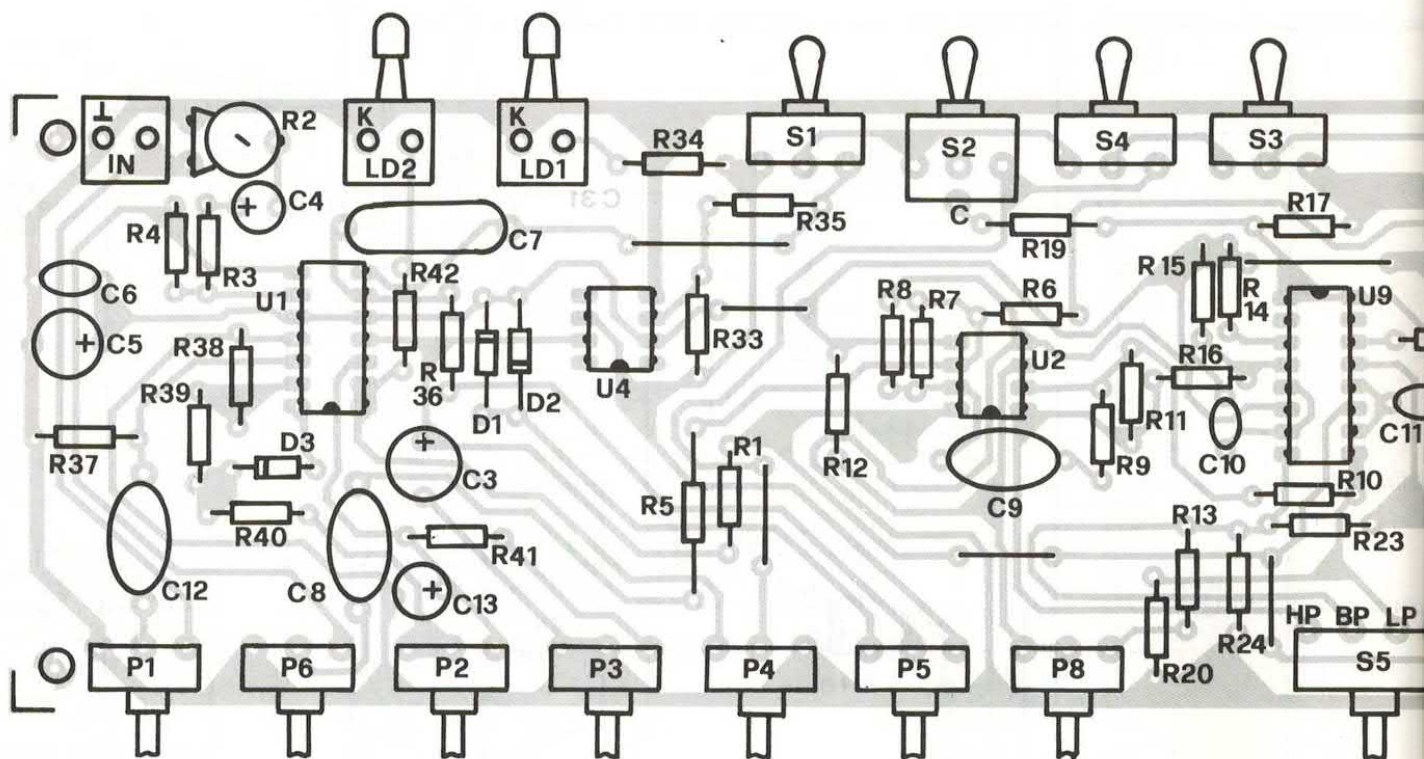 IN
R2
K
LD2
K
LD1
R34
S1
S2
S4
S3
C31
R4
R3
C4
C7
R35
C
R19
R17
C6
U1
R42
R15
R
14
U9
C5
R38
R
36
D1
D2
U4
R33
R8
R7
R6
U2
R16
R39
R37
D3
C3
R5
R1
R12
R9
R11
C10
C11
C9
R10
R40
R41
R13
R23
C12
C8
C13
R20
R24
HP BP LP
P1
P6
P2
P3
P4
P5
P8
S5